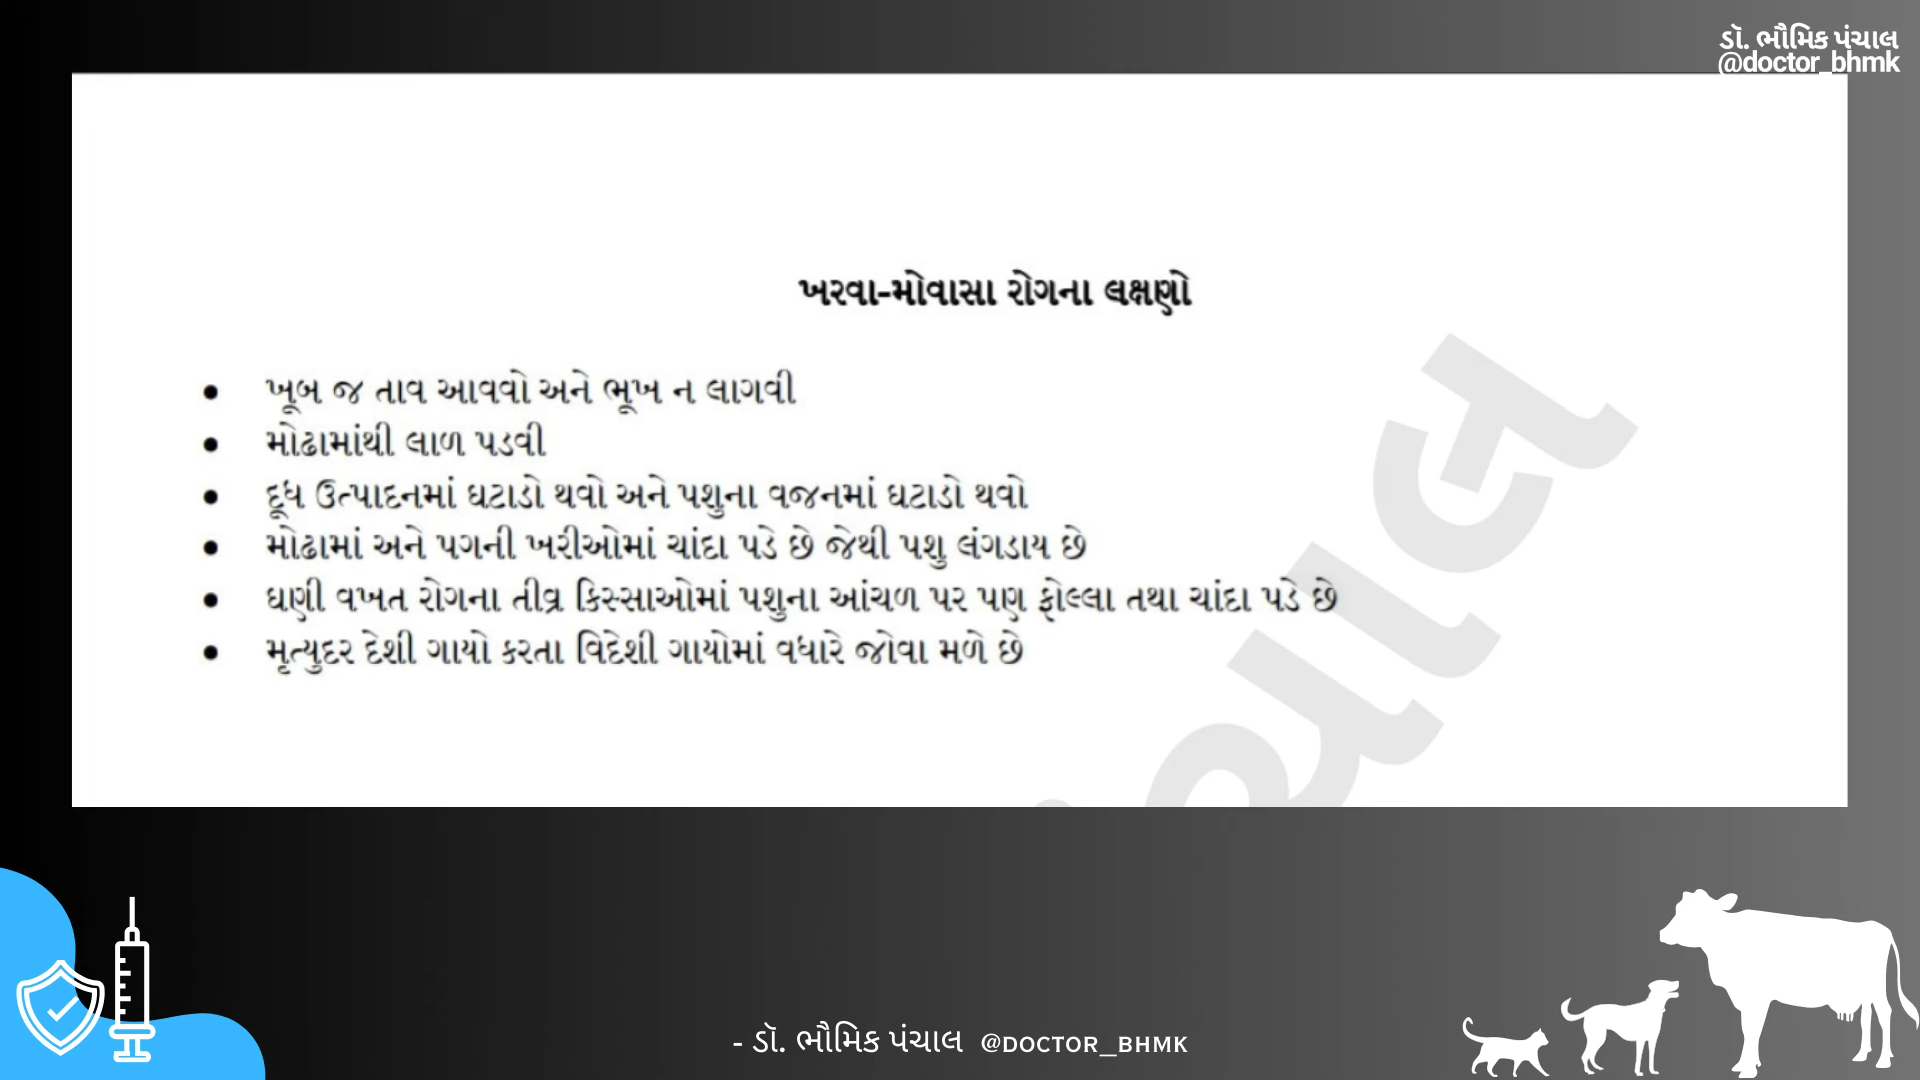 ડૉ. ભૌમિક પંચાલ
@doctor_bhmk
ખરવા-મોવાસા રોગના લક્ષણો
● ખૂબ જ તાવ આવવો અને ભૂખ ન લાગવી
● મોઢામાંથી લાળ પડવી
● દૂધ ઉત્પાદનમાં ઘટાડો થવો અને પશુના વજનમાં ઘટાડો થવો
● મોઢામાં અને પગની ખરીઓમાં ચાંદા પડે છે જેથી પશુ લંગડાય છે
● ઘણી વખત રોગના તીવ્ર કિસ્સાઓમાં પશુના આંચળ પર પણ ફોલ્લા તથા ચાંદા પડે છે
● મૃત્યુદર દેશી ગાયો કરતા વિદેશી ગાયોમાં વધારે જોવા મળે છે
- ડૉ. ભૌમિક પંચાલ @DOCTOR_BHMK